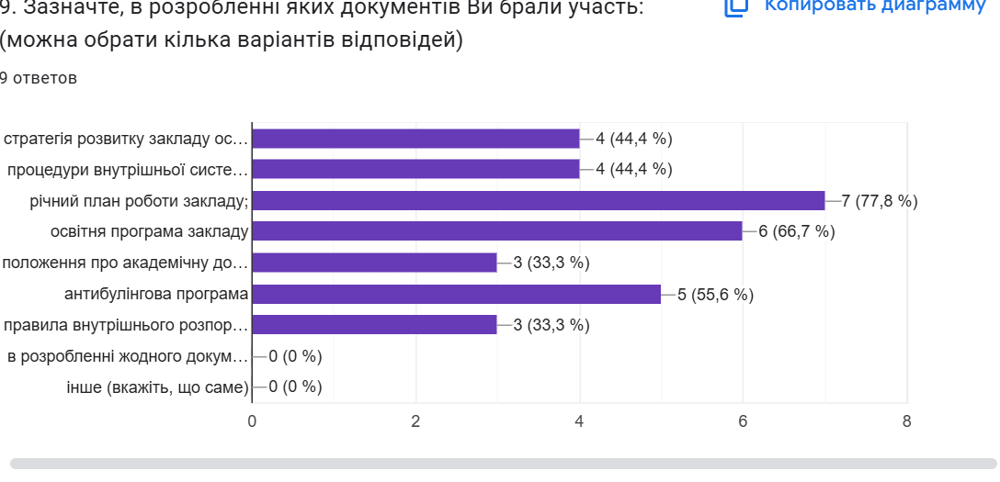 9. Зазначте, в розробленні яких документів Ви брали участь:
Копировать диаграмму
(можна обрати кілька варіантів відповідей)
9 ответов
стратегія розвитку закладу ос…
4 (44,4 %)
процедури внутрішньої систе…
4 (44,4 %)
річний план роботи закладу;
7 (77,8 %)
освітня програма закладу
6 (66,7 %)
положення про академічну до…
3 (33,3 %)
антибулінгова програма
5 (55,6 %)
правила внутрішнього розпор…
3 (33,3 %)
в розробленні жодного докум…
0 (0 %)
інше (вкажіть, що саме)
0 (0 %)
0 2 4 6 8